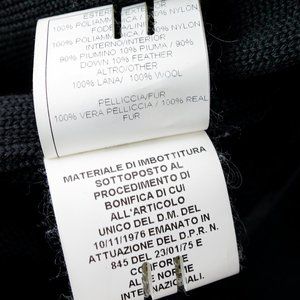 ESTERNO/EXTERIOR
100% POLIAMMIDICA / 100% NYLON
FODERA/LINING
100% POLIAMMIDICA / 100% NYLON
INTERNO/INTERIOR
90% PIUMINO 10% PIUMA / 90%
DOWN 10% FEATHER
ALTRO/OTHER
100% LANA/ 100% WOOL
PELLICCIA/FUR
100% VERA PELLICCIA / 100% REAL
FUR
MATERIALE DI IMBOTTITURA
SOTTOPOSTO AL
PROCEDIMENTO DI
BONIFICA DI CUI
ALL'ARTICOLO
UNICO DEL D.M. DEL
10/11/1976 EMANATO IN
ATTUAZIONE DEL D.P.R. N.
845 DEL 23/01/75 E
CONFORME
ALLE NORME
INTERNAZIONALI.